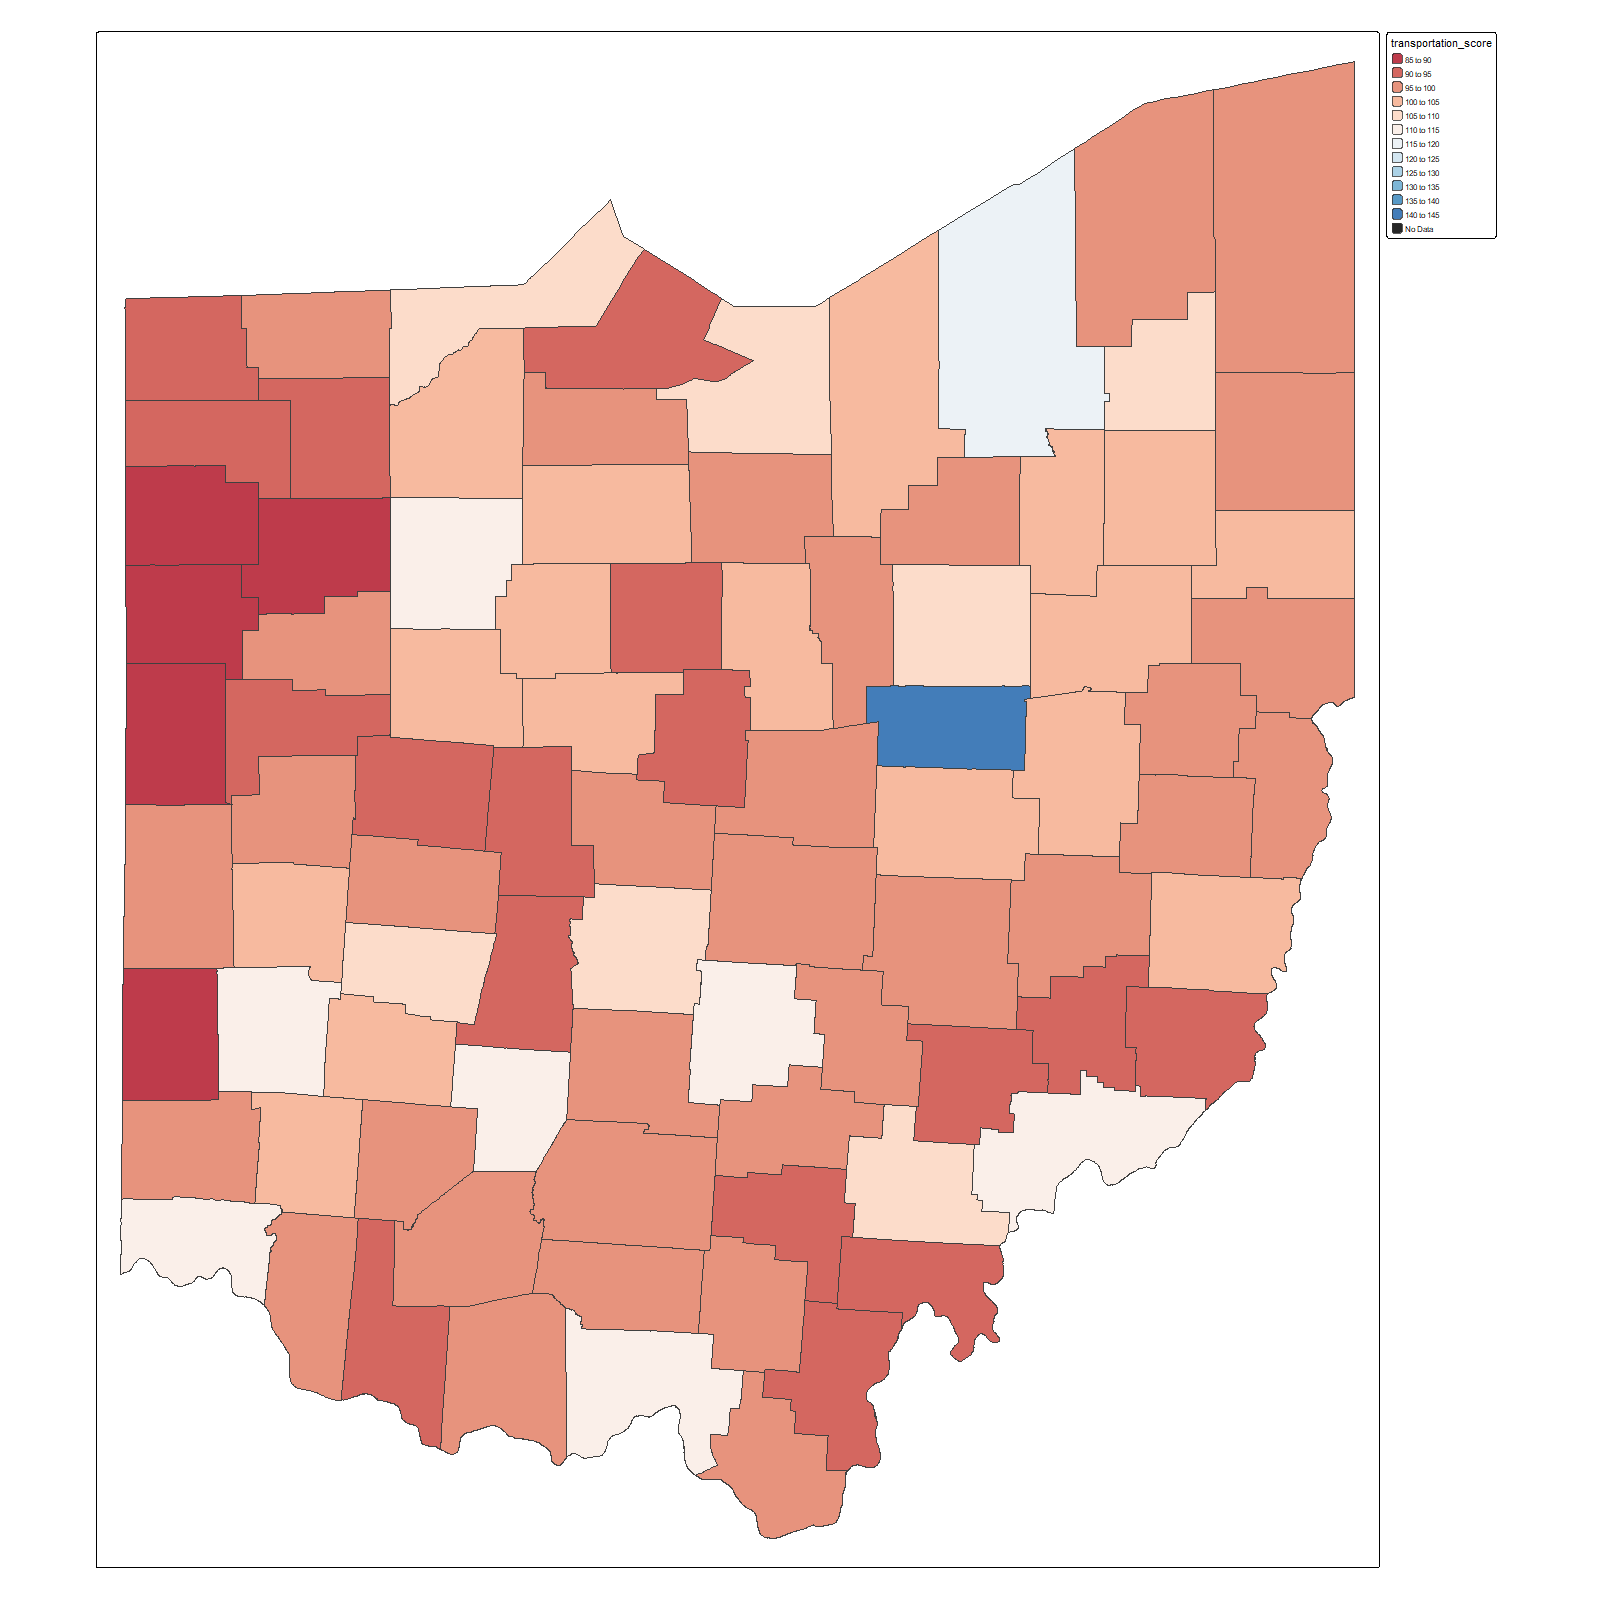 transportation_score
85 to 90
90 to 95
95 to 100
100 to 105
105 to 110
110 to 115
115 to 120
120 to 125
125 to 130
130 to 135
135 to 140
140 to 145
No Data